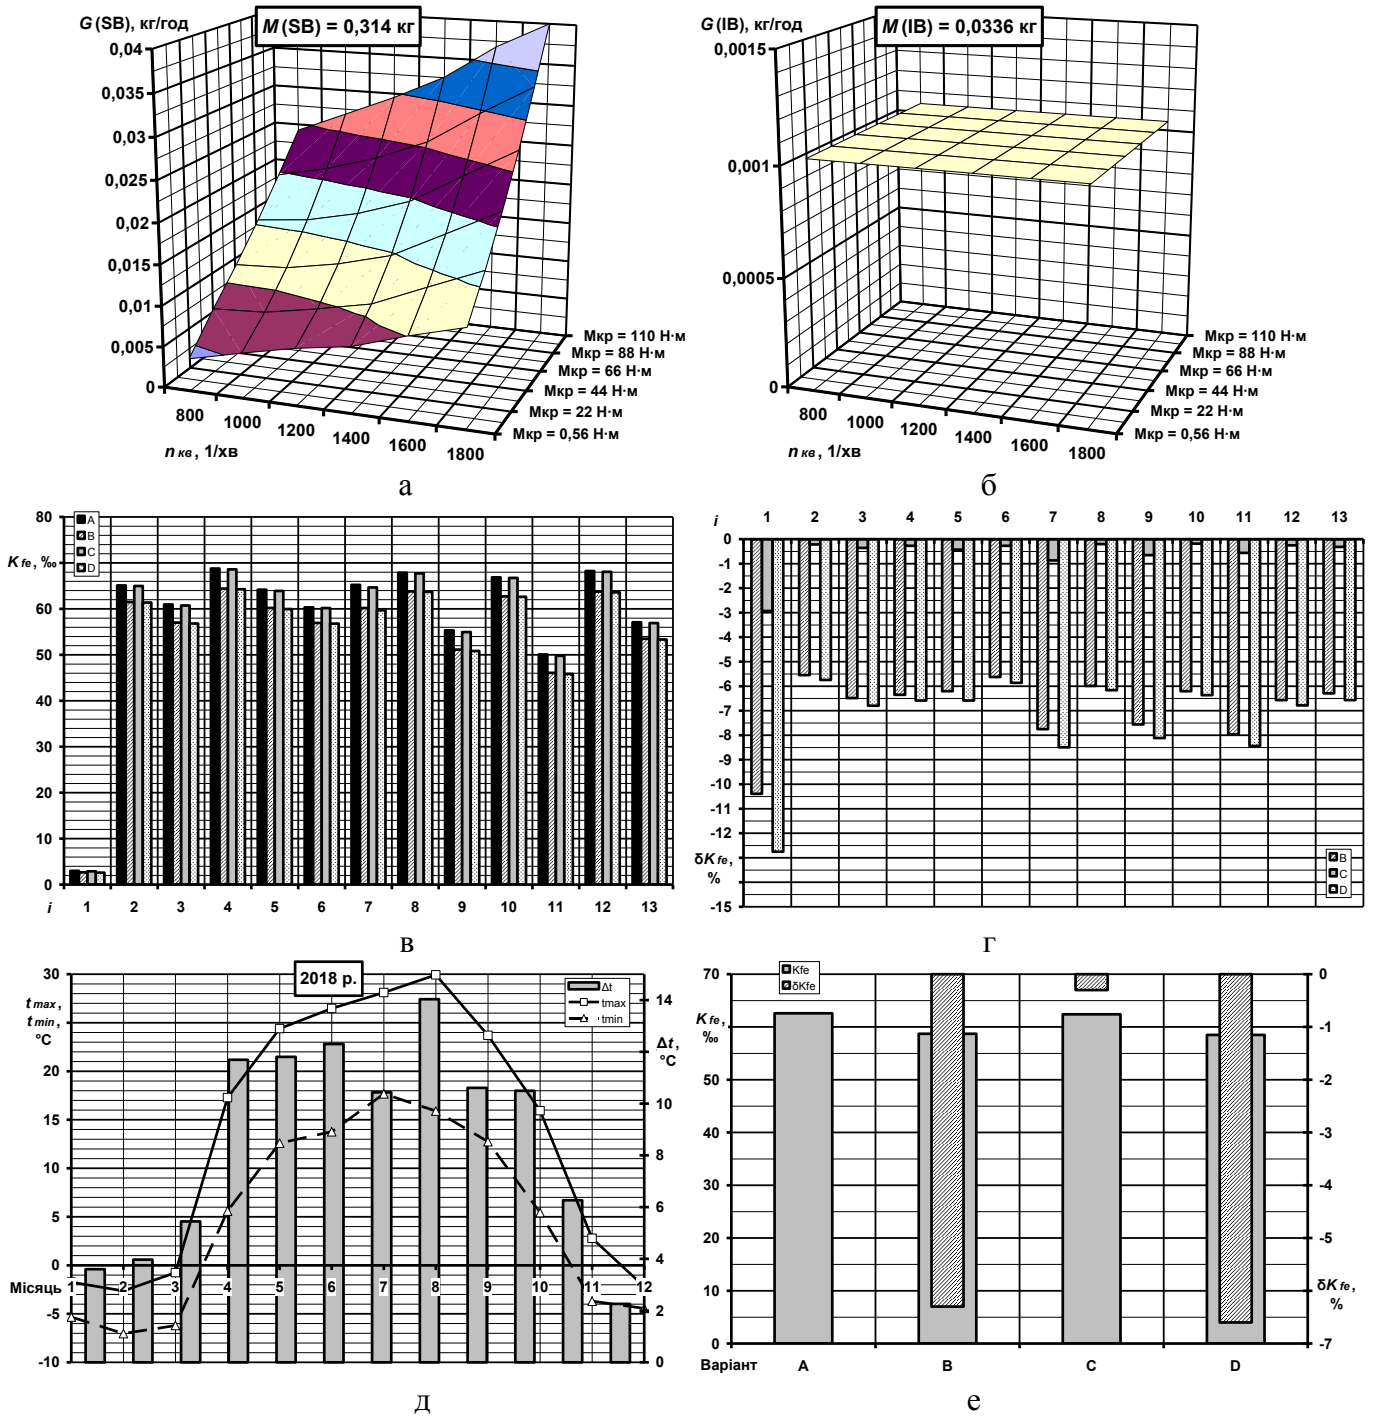 G (SB), кг/год
M (SB) = 0,314 кг
0,04
0,035
0,03
0,025
0,02
0,015
0,01
0,005
0
800
1000
1200
1400
1600
1800
n кв , 1/хв
Мкр = 110 Н·м
Мкр = 88 Н·м
Мкр = 66 Н·м
Мкр = 44 Н·м
Мкр = 22 Н·м
Мкр = 0,56 Н·м
а
G (IB), кг/год
M (IB) = 0,0336 кг
0,0015
0,001
0,0005
0
800
1000
1200
1400
1600
1800
n кв , 1/хв
Мкр = 110 Н·м
Мкр = 88 Н·м
Мкр = 66 Н·м
Мкр = 44 Н·м
Мкр = 22 Н·м
Мкр = 0,56 Н·м
б
80
K fe , ‰
60
50
40
30
20
10
0
A
B
C
D
i 1 2 3 4 5 6 7 8 9 10 11 12 13
в
i 1 2 3 4 5 6 7 8 9 10 11 12 13
0
-1
-2
-3
-4
-5
-6
-7
-8
-9
-10
-11
-12
δK fe ,
%
-15
B
C
D
г
2018 р.
30
t max ,
t min ,
°C
20
15
10
5
0
-5
-10
Δt
tmax
tmin
14
Δt ,
°C
10
8
6
4
2
0
Місяць 1 2 3 4 5 6 7 8 9 10 11 12
д
70
K fe ,
‰
50
40
30
20
10
0
Kfe
δKfe
0
-1
-2
-3
-4
-5
δK fe ,
%
-7
Варіант A B C D
е